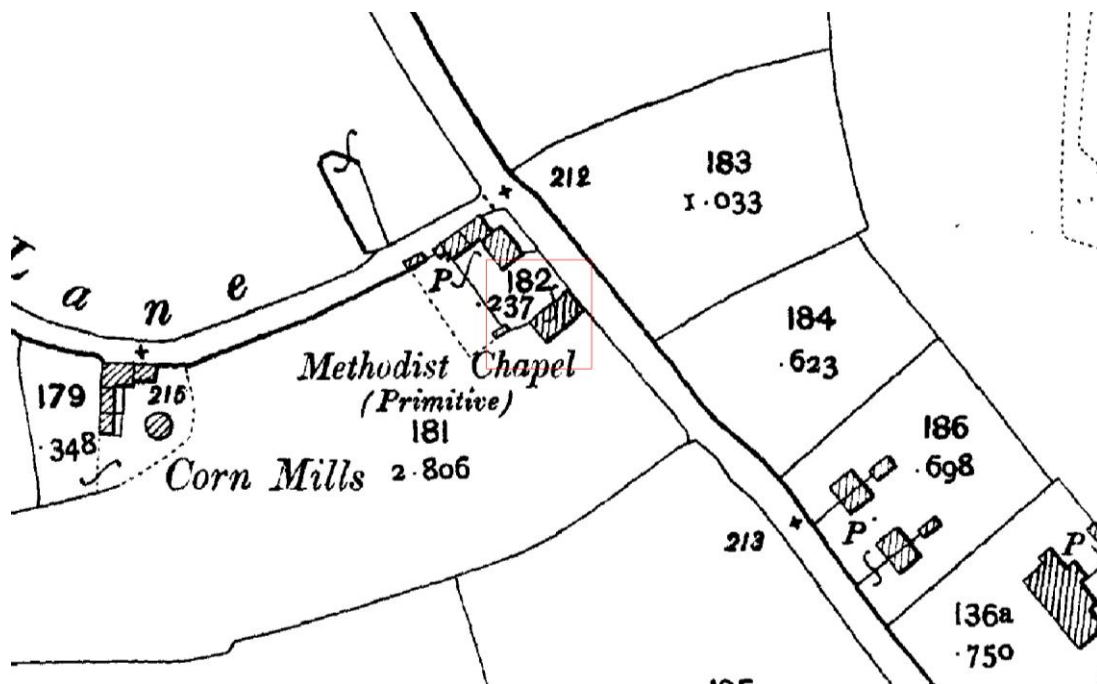 183
1·033
212
L a n e
P
182
·237
184
·623
Methodist Chapel
(Primitive)
179
·348
215
181
2·806
Corn Mills
186
·698
213
P
P
136a
·750